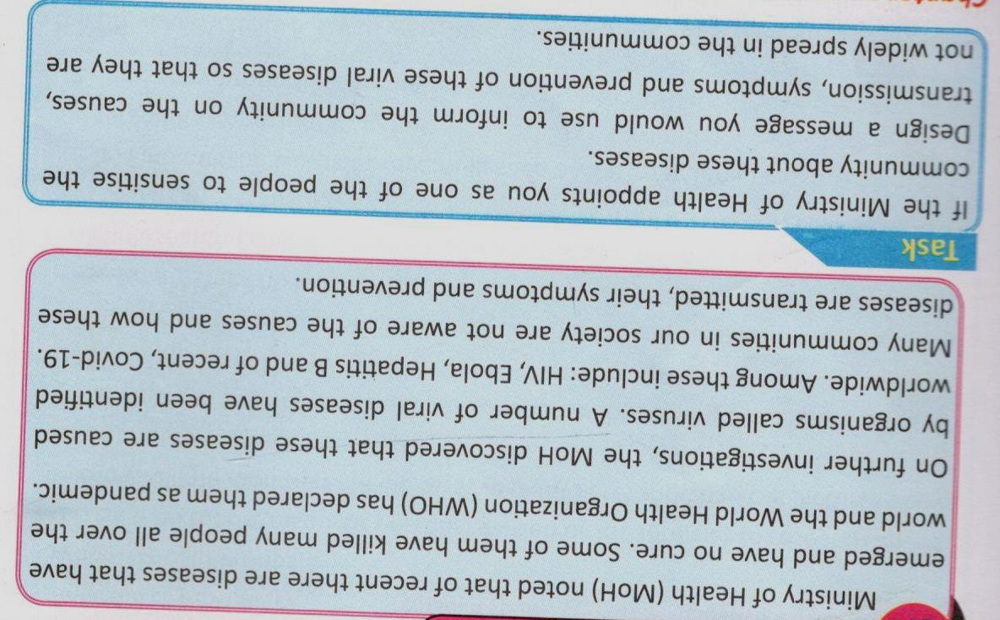 Ministry of Health (MoH) noted that of recent there are diseases that have
emerged and have no cure. Some of them have killed many people all over the
world and the World Health Organization (WHO) has declared them as pandemic.
On further investigations, the MoH discovered that these diseases are caused
by organisms called viruses. A number of viral diseases have been identified
worldwide. Among these include: HIV, Ebola, Hepatitis B and of recent, Covid-19.
Many communities in our society are not aware of the causes and how these
diseases are transmitted, their symptoms and prevention.
Task
If the Ministry of Health appoints you as one of the people to sensitise the
community about these diseases.
Design a message you would use to inform the community on the causes,
transmission, symptoms and prevention of these viral diseases so that they are
not widely spread in the communities.